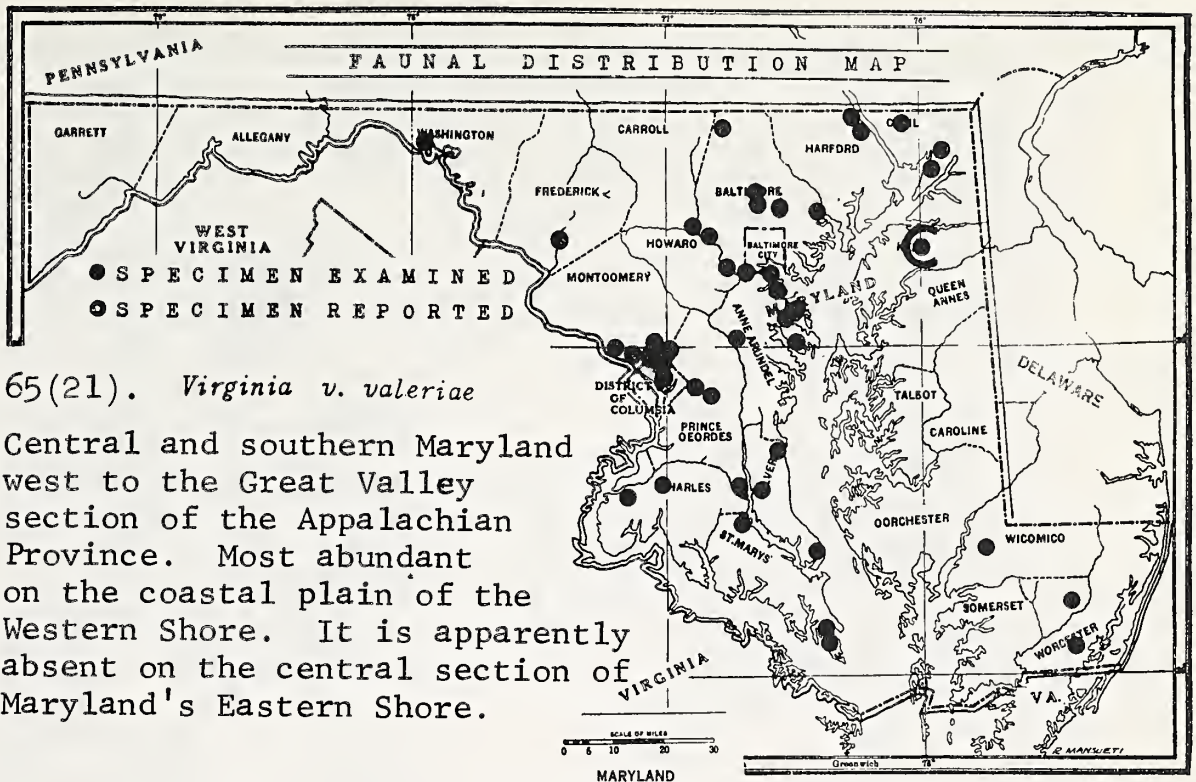 77°
76°
PENNSYLVANIA
FAUNAL DISTRIBUTION MAP
GARRETT
ALLEGANY
WASHINGTON
CARROLL
HARFORD
FREDERICK
BALTIMORE
WEST
VIRGINIA
HOWARD
BALTIMORE
CITY
MONTGOMERY
MARYLAND
QUEEN
ANNES
SPECIMEN EXAMINED
SPECIMEN REPORTED
ANNE ARUNDEL
DELAWARE
65(21). Virginia v. valeriae
DISTRICT
OF
COLUMBIA
TALBOT
PRINCE
GEORGES
CAROLINE
Central and southern Maryland
west to the Great Valley
section of the Appalachian
Province. Most abundant
on the coastal plain of the
Western Shore. It is apparently
absent on the central section of
Maryland's Eastern Shore.
HARLES
DORCHESTER
WICOMICO
ST. MARYS
SOMERSET
WORCESTER
VIRGINIA
VA.
SCALE OF MILES
0 5 10 20 30
R. MANSUETI
Greenwich
MARYLAND